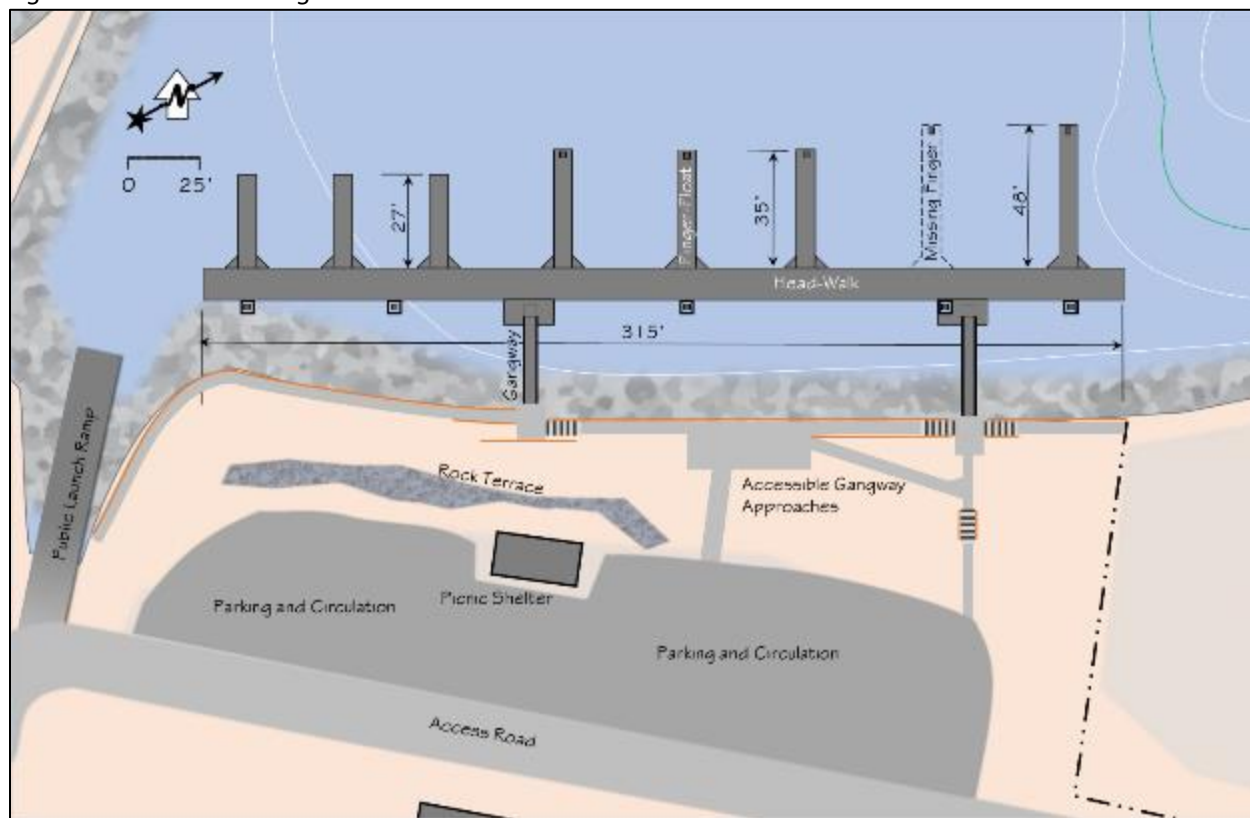 N
0 25'
27'
Finger-Float
35'
Missing Finger
48'
Head-Walk
315'
Gangway
Public Launch Ramp
Rock Terrace
Accessible Gangway
Approaches
Picnic Shelter
Parking and Circulation
Parking and Circulation
Access Road